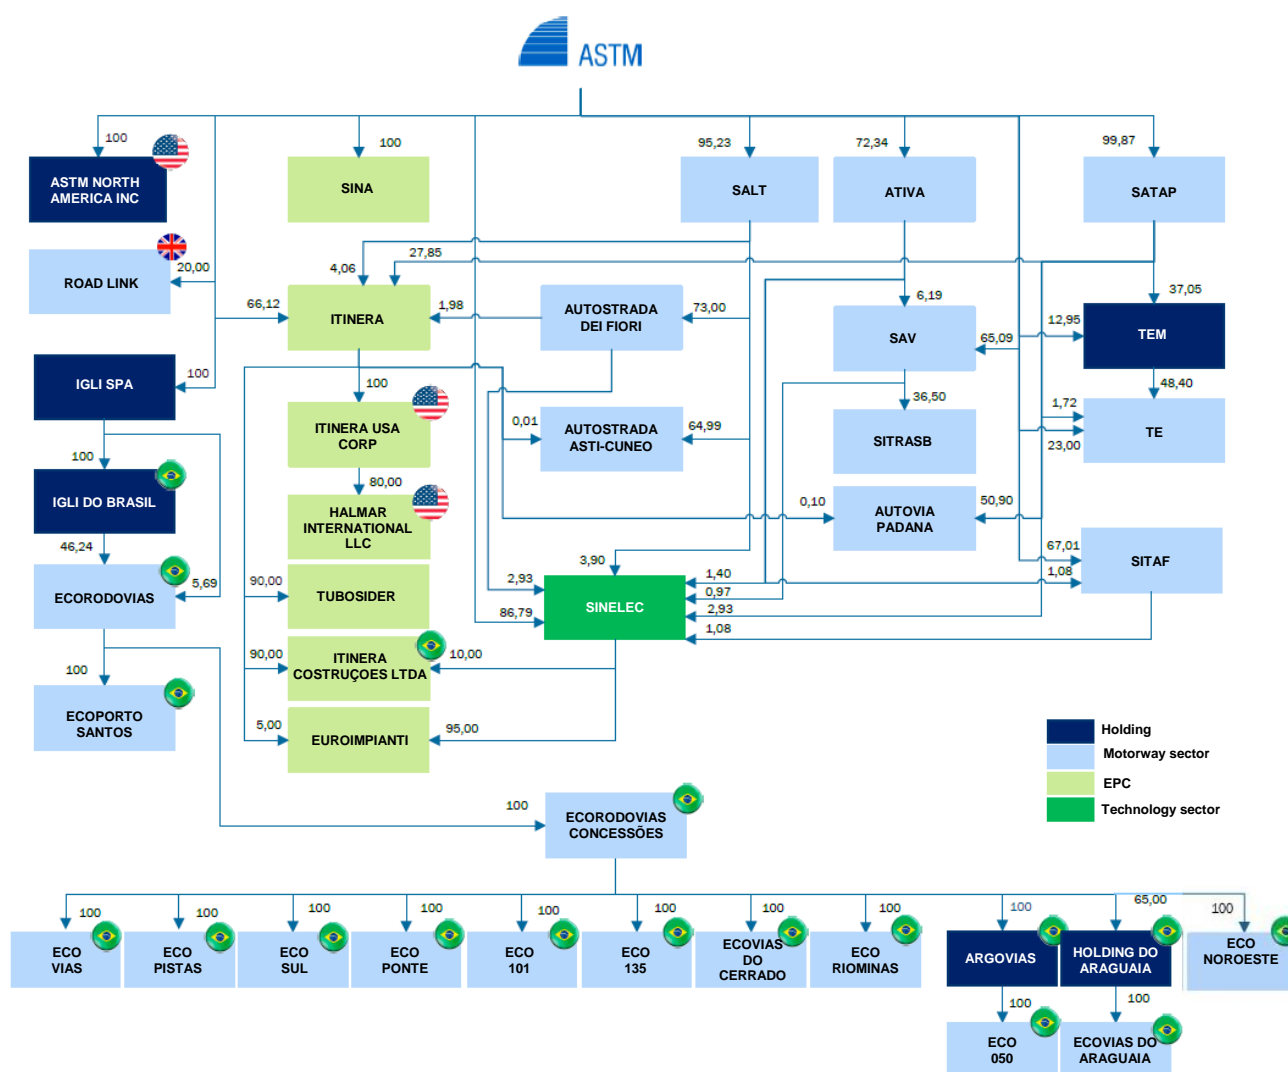 ASTM
100
100
95,23
72,34
99,87
ASTM NORTH
AMERICA INC
SINA
SALT
ATIVA
SATAP
ROAD LINK
20,00
4,06
27,85
66,12
ITINERA
1,98
AUTOSTRADA
DEI FIORI
73,00
6,19
SAV
65,09
37,05
12,95
TEM
IGLI SPA
100
100
48,40
36,50
ITINERA USA
CORP
0,01
AUTOSTRADA
ASTI-CUNEO
64,99
SITRASB
1,72
TE
23,00
100
IGLI DO BRASIL
80,00
HALMAR
INTERNATIONAL
LLC
0,10
AUTOVIA
PADANA
50,90
46,24
ECORODOVIAS
5,69
90,00
TUBOSIDER
3,90
2,93
SINELEC
86,79
1,40
0,97
2,93
1,08
67,01
1,08
SITAF
90,00
ITINERA
COSTRUÇOES LTDA
10,00
100
ECOPORTO
SANTOS
5,00
EUROIMPIANTI
95,00
Holding
Motorway sector
EPC
Technology sector
100
ECORODOVIAS
CONCESSÕES
100
100
100
100
100
100
100
100
100
65,00
100
ECO
VIAS
ECO
PISTAS
ECO
SUL
ECO
PONTE
ECO
101
ECO
135
ECOVIAS
DO
CERRADO
ECO
RIOMINAS
ARGOVIAS
HOLDING DO
ARAGUAIA
ECO
NOROESTE
100
100
ECO
050
ECOVIAS DO
ARAGUAIA